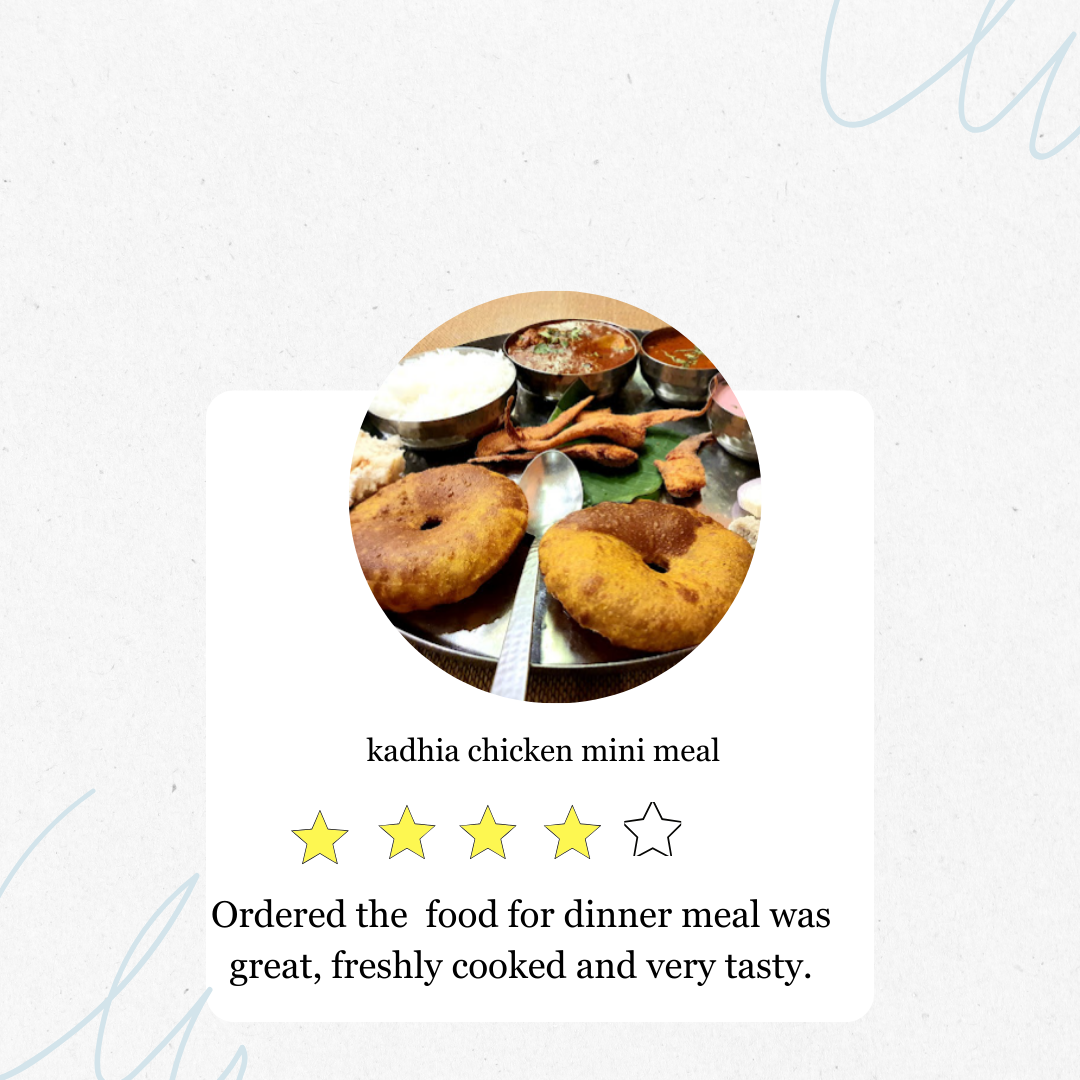 kadhia chicken mini meal
Ordered the  food for dinner meal was
great, freshly cooked and very tasty.